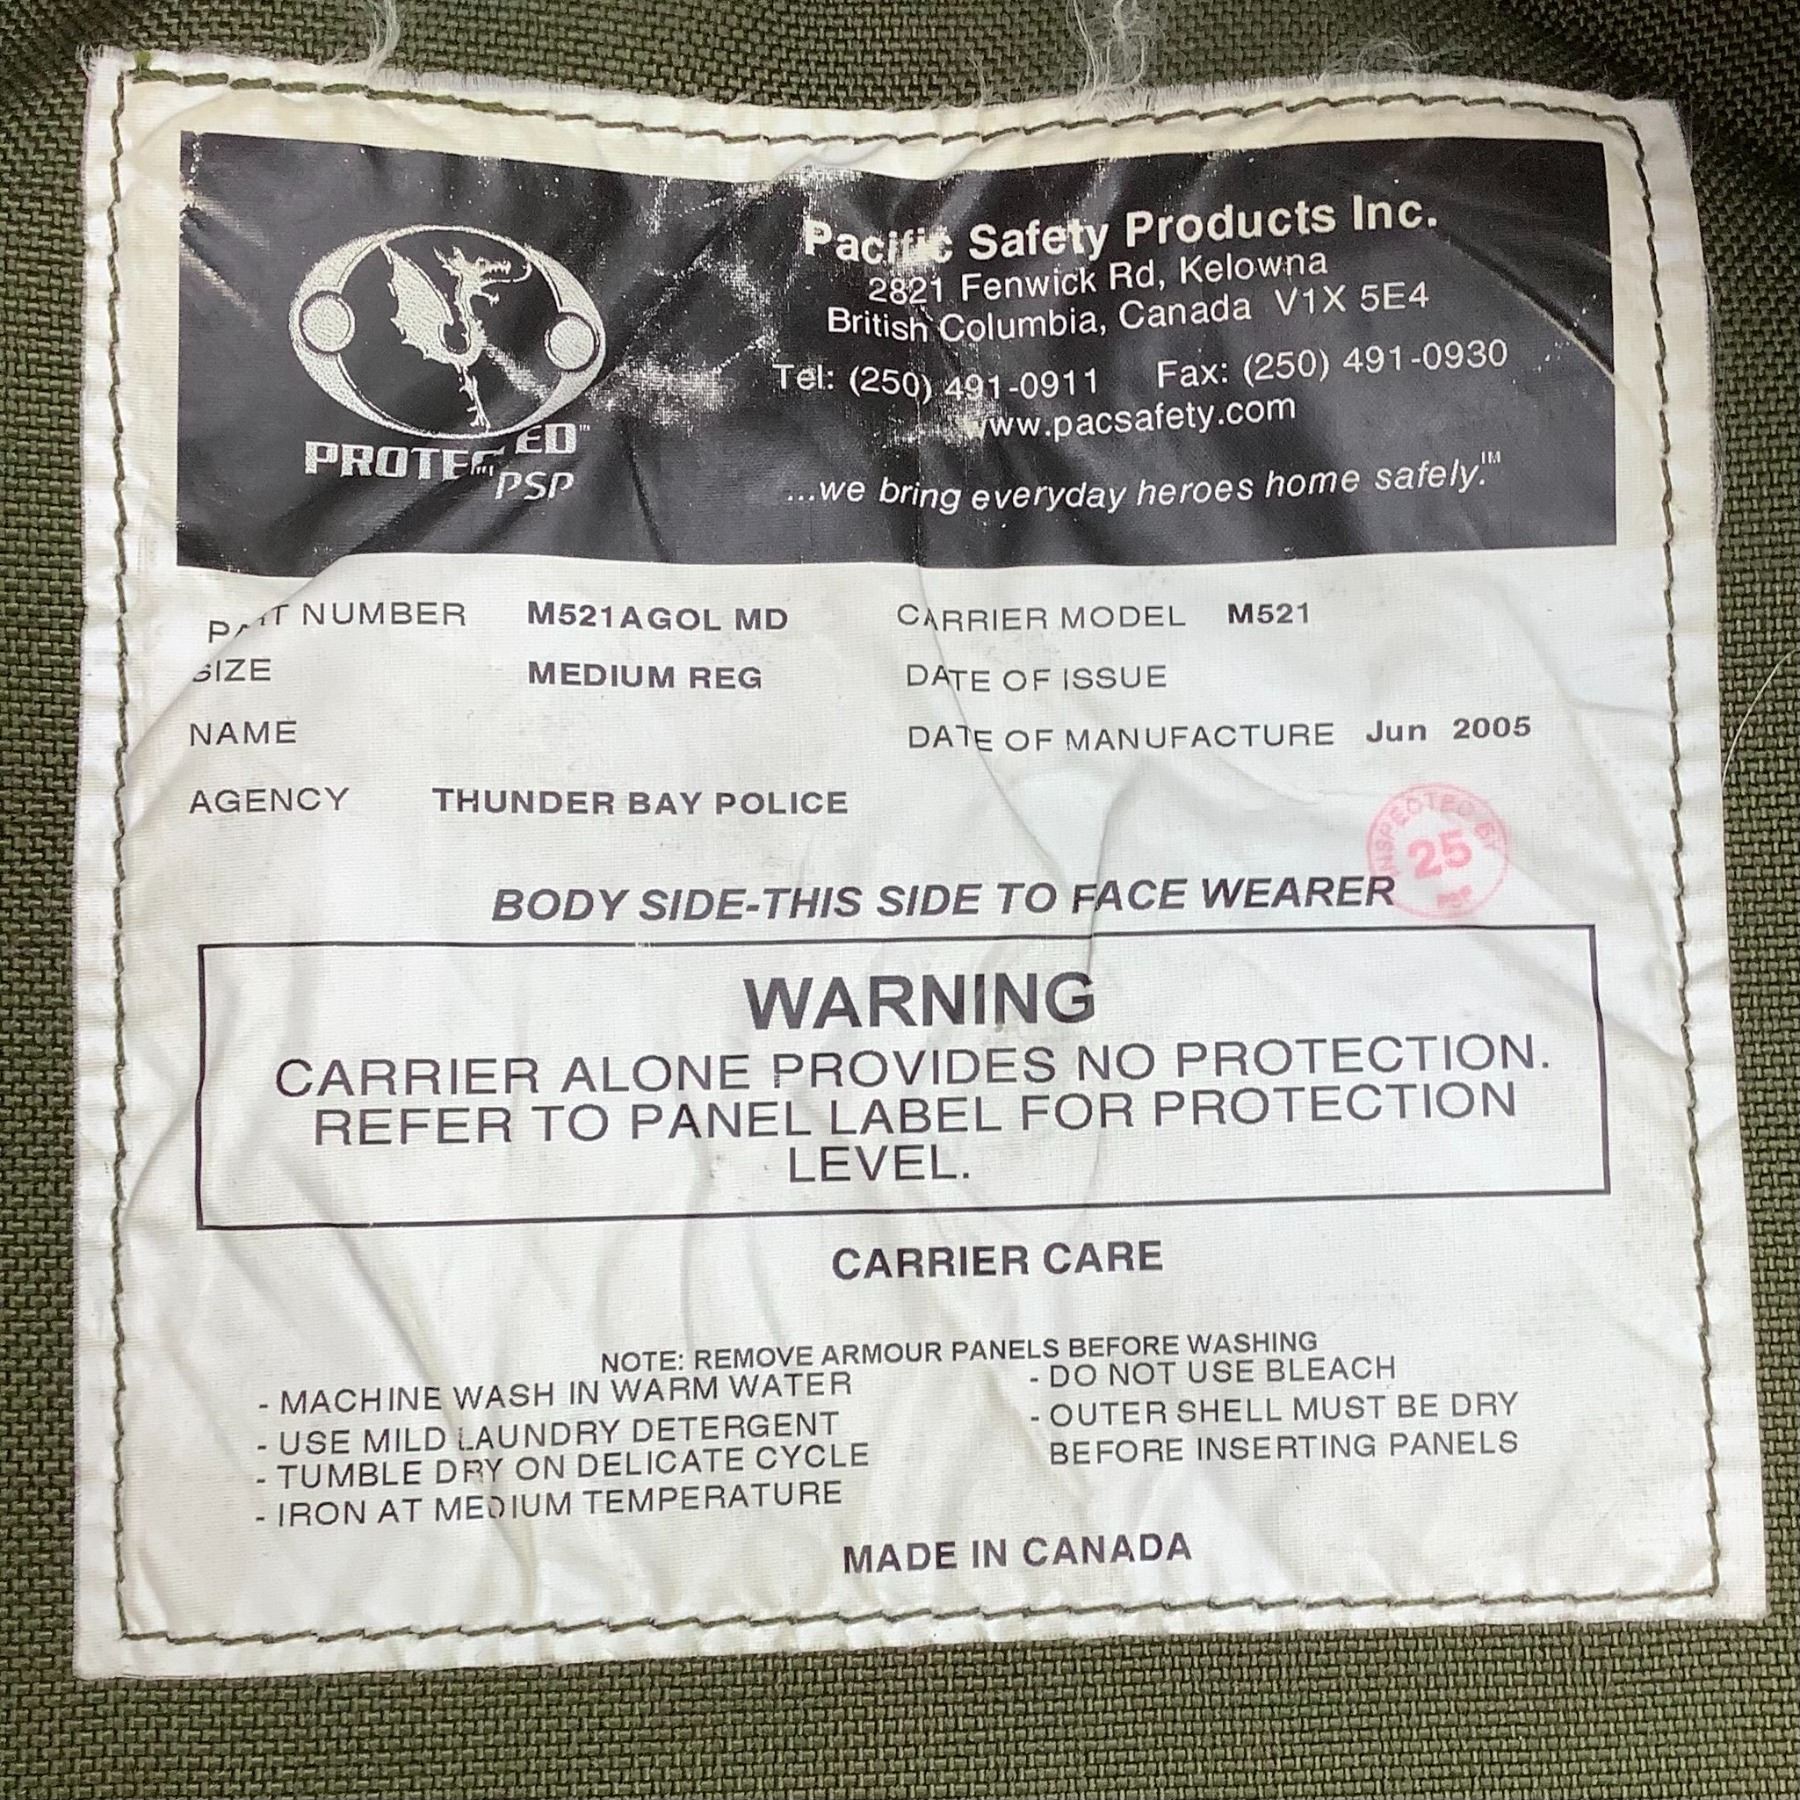 Pacific Safety Products Inc.
2821 Fenwick Rd, Kelowna
British Columbia, Canada V1X 5E4
Tel: (250) 491-0911 Fax: (250) 491-0930
www.pacsafety.com
...we bring everyday heroes home safely.™
PROTECTED™
PSP
PART NUMBER M521AGOL MD CARRIER MODEL M521
SIZE MEDIUM REG DATE OF ISSUE
NAME DATE OF MANUFACTURE Jun 2005
AGENCY THUNDER BAY POLICE
INSPECTED BY
25
BODY SIDE-THIS SIDE TO FACE WEARER
WARNING
CARRIER ALONE PROVIDES NO PROTECTION.
REFER TO PANEL LABEL FOR PROTECTION
LEVEL.
CARRIER CARE
NOTE: REMOVE ARMOUR PANELS BEFORE WASHING
- MACHINE WASH IN WARM WATER
- USE MILD LAUNDRY DETERGENT
- TUMBLE DRY ON DELICATE CYCLE
- IRON AT MEDIUM TEMPERATURE
- DO NOT USE BLEACH
- OUTER SHELL MUST BE DRY
BEFORE INSERTING PANELS
MADE IN CANADA